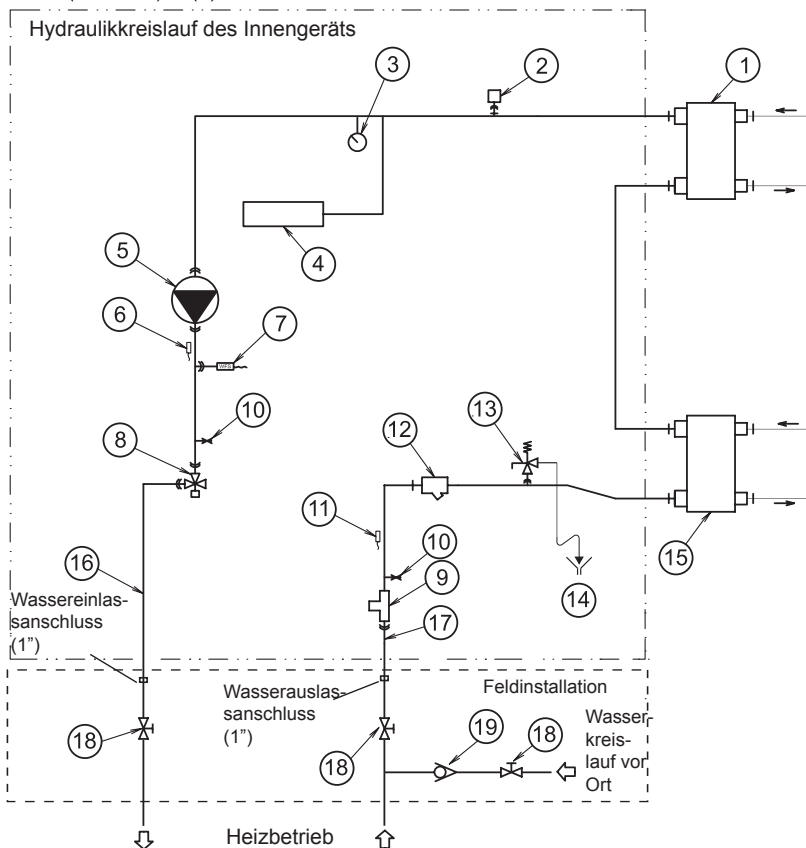 Hydraulikkreislauf des Innengeräts
1
2
3
4
5
6
7
WFS
8
10
12
13
11
10
9
14
15
16
17
Wassereinlas-
sanschluss
(1")
Wasserauslas-
sanschluss
(1")
Feldinstallation
Wasser-
kreis-
lauf vor
Ort
18
18
19
18
Heizbetrieb